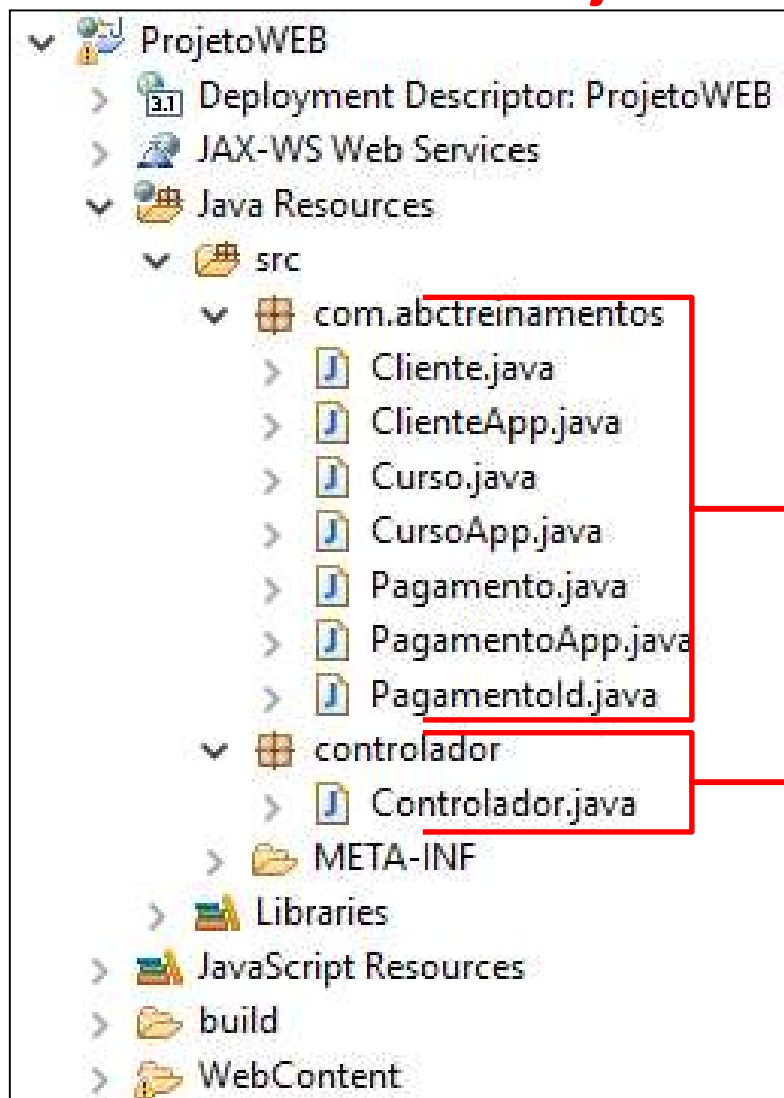 ProjetoWEB
3.1 Deployment Descriptor: ProjetoWEB
JAX-WS Web Services
Java Resources
src
com.abctreinamentos
J Cliente.java
J ClienteApp.java
J Curso.java
J CursoApp.java
J Pagamento.java
J PagamentoApp.java
J PagamentoId.java
controlador
J Controlador.java
META-INF
Libraries
JavaScript Resources
build
WebContent